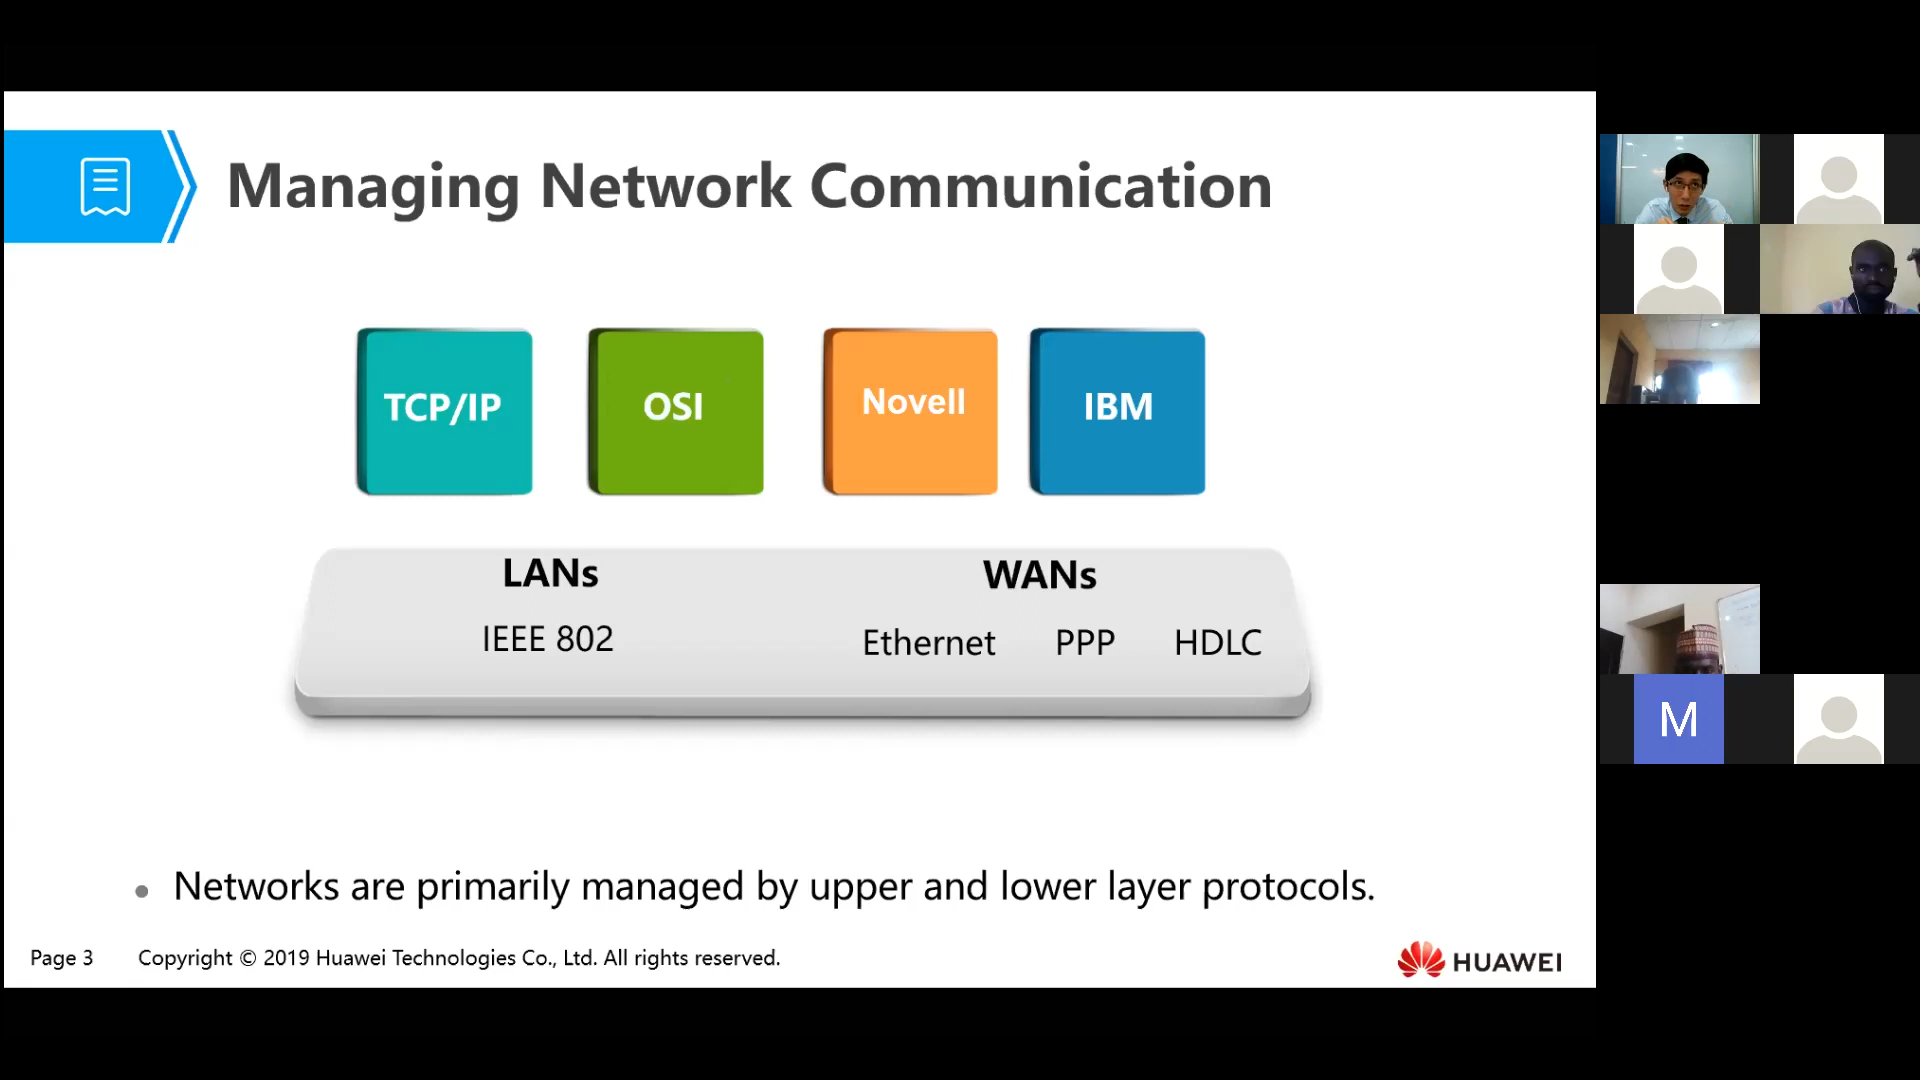 Managing Network Communication
TCP/IP
OSI
Novell
IBM
LANs
WANs
IEEE 802
Ethernet
PPP
HDLC
Networks are primarily managed by upper and lower layer protocols.
Page 3
Copyright © 2019 Huawei Technologies Co., Ltd. All rights reserved.
HUAWEI
M